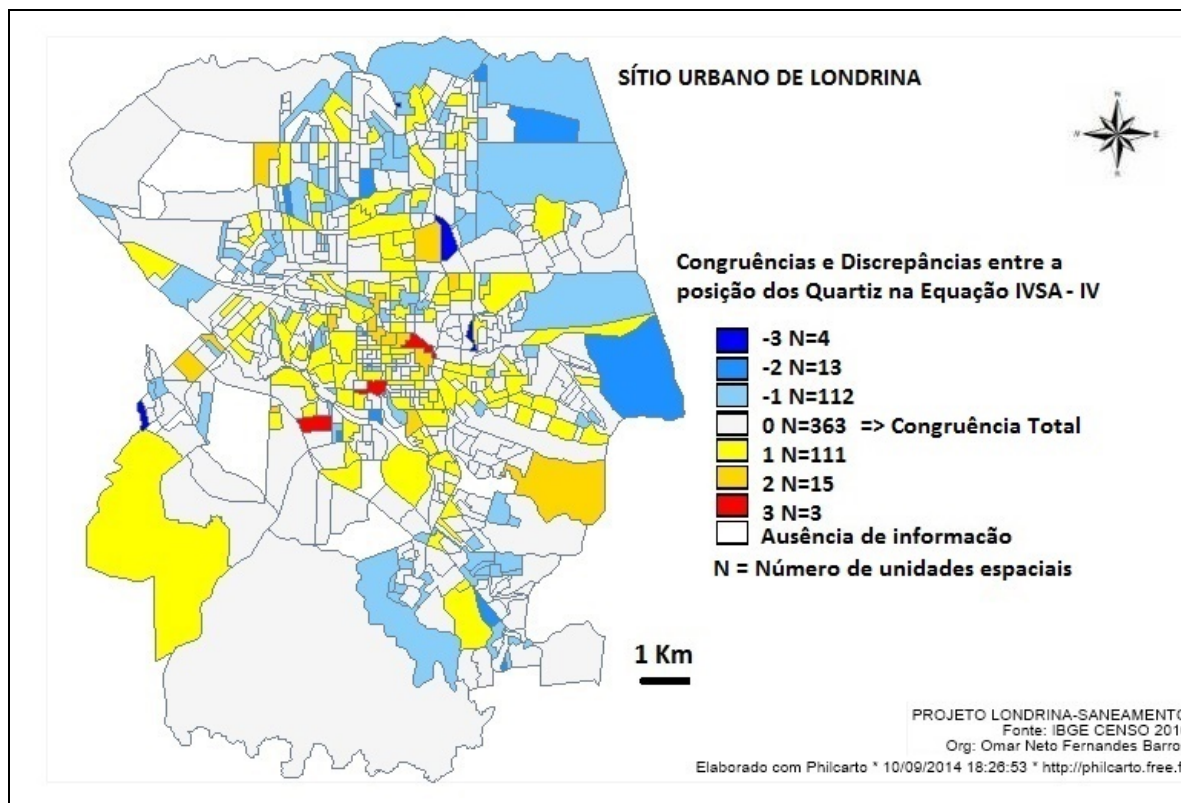 SÍTIO URBANO DE LONDRINA
N
E
Congruências e Discrepâncias entre a
posição dos Quartiz na Equação IVSA - IV
-3 N=4
-2 N=13
-1 N=112
0 N=363 => Congruência Total
1 N=111
2 N=15
3 N=3
Ausência de informacão
N = Número de unidades espaciais
1 Km
PROJETO LONDRINA-SANEAMENTO
Fonte: IBGE CENSO 201
Org: Omar Neto Fernandes Barro
Elaborado com Philcarto * 10/09/2014 18:26:53 * http://philcarto.free.f